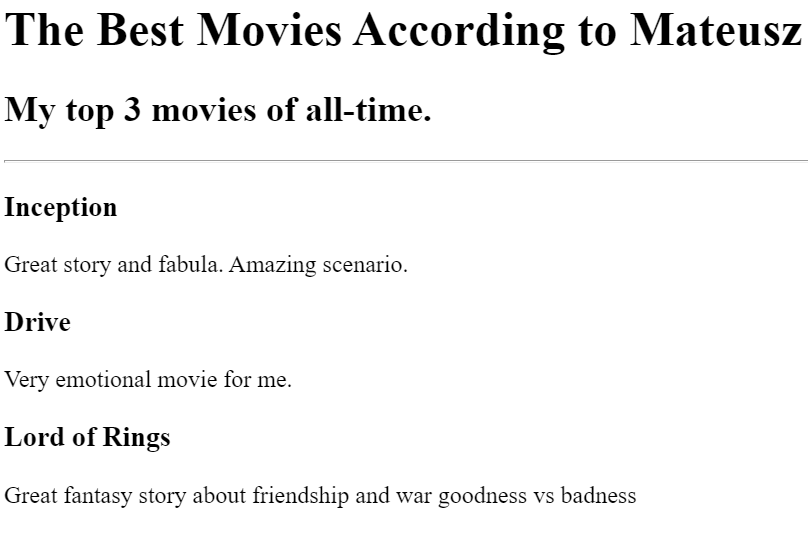 The Best Movies According to Mateusz
My top 3 movies of all-time.
Inception
Great story and fabula. Amazing scenario.
Drive
Very emotional movie for me.
Lord of Rings
Great fantasy story about friendship and war goodness vs badness